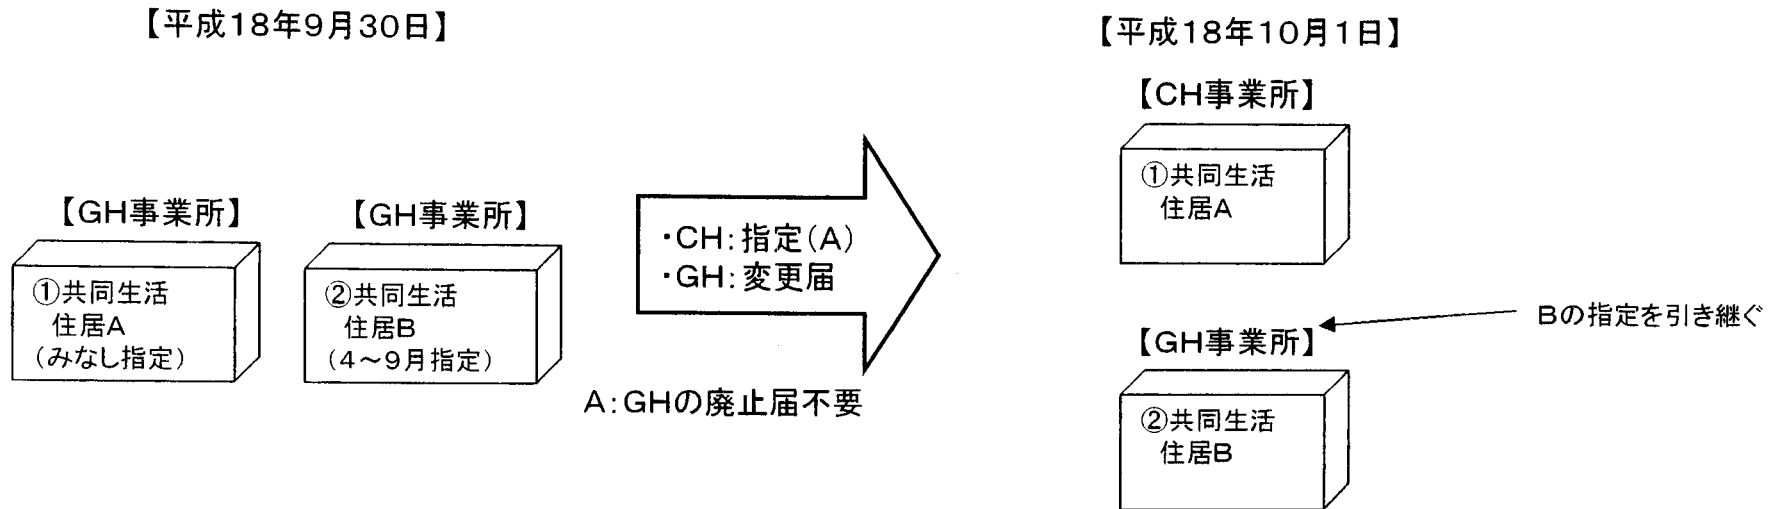 【平成18年9月30日】
【GH事業所】
①共同生活
住居A
(みなし指定)
【GH事業所】
②共同生活
住居B
(4～9月指定)
・CH:指定(A)
・GH:変更届
A:GHの廃止届不要
【平成18年10月1日】
【CH事業所】
①共同生活
住居A
Bの指定を引き継ぐ
【GH事業所】
②共同生活
住居B